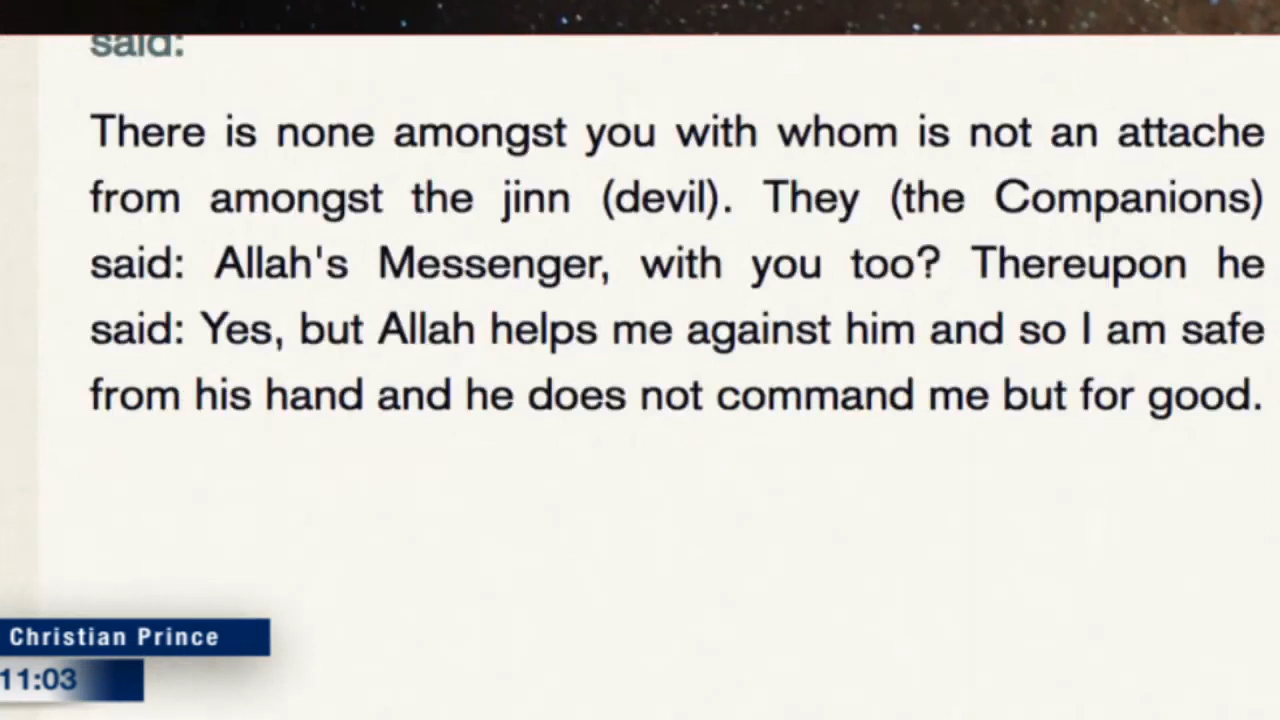 said:
There is none amongst you with whom is not an attache
from amongst the jinn (devil). They (the Companions)
said: Allah's Messenger, with you too? Thereupon he
said: Yes, but Allah helps me against him and so I am safe
from his hand and he does not command me but for good.
Christian Prince
11:03